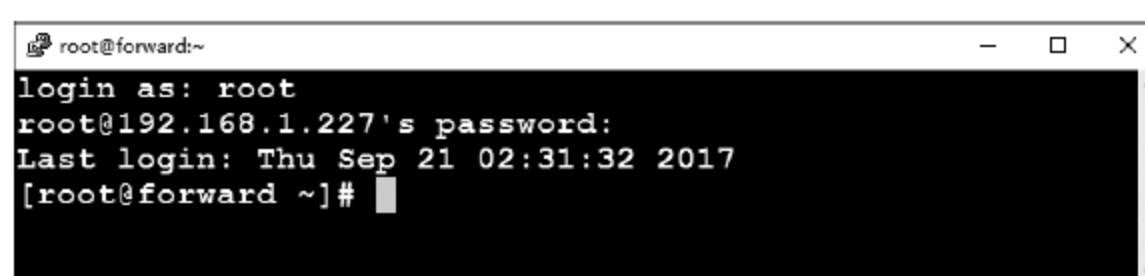 root@forward:~
login as: root
root@192.168.1.227's password:
Last login: Thu Sep 21 02:31:32 2017
[root@forward ~]#